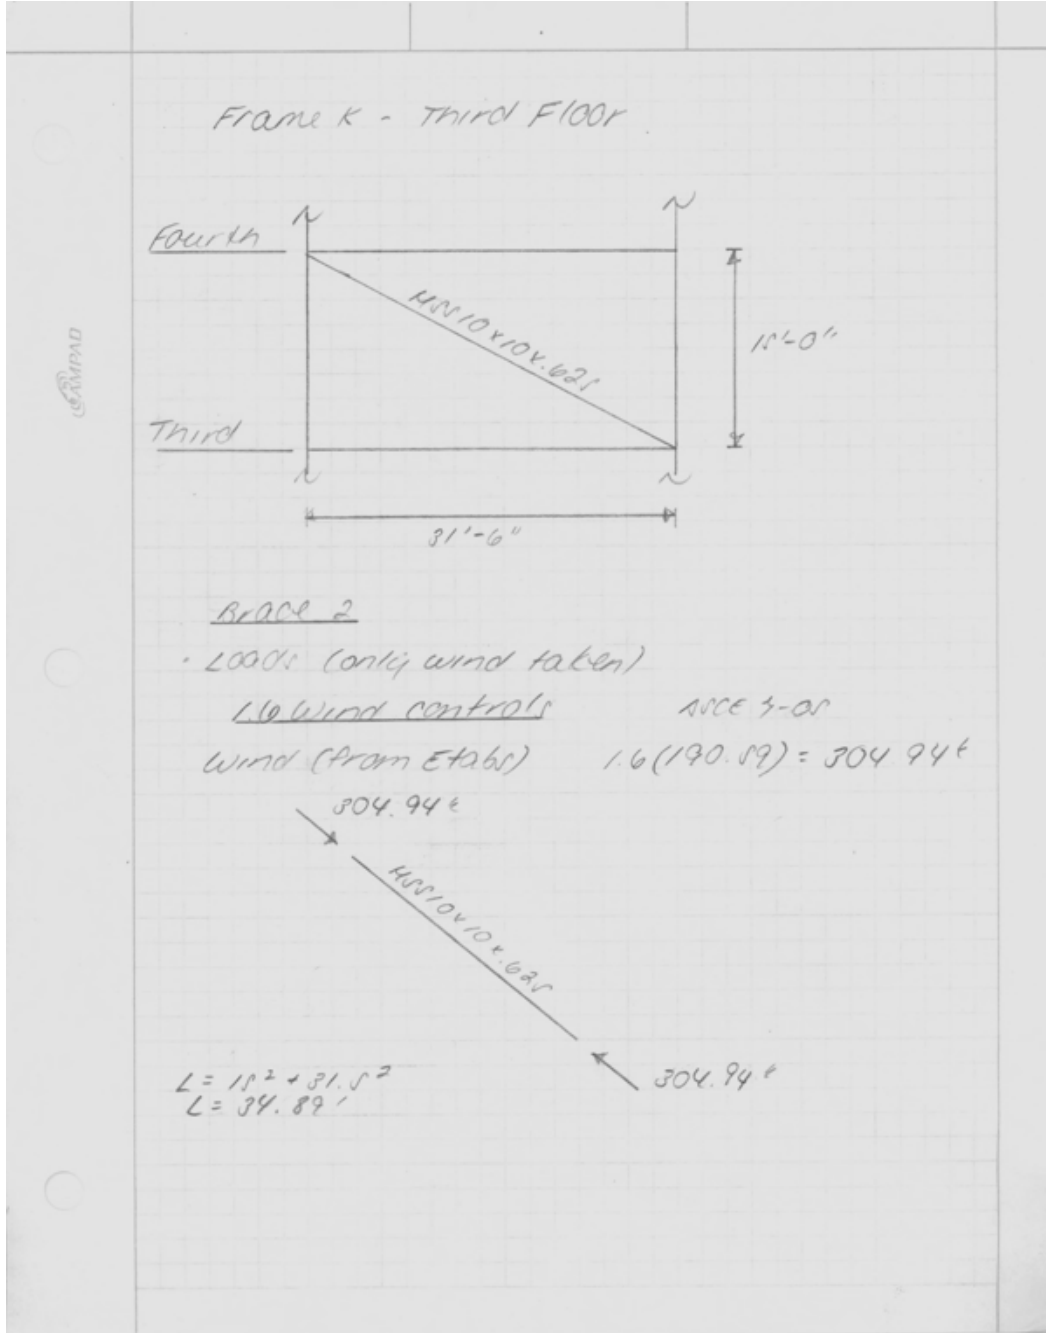 Frame K - Third Floor
Fourth
HSS10x10x.625
15'-0"
Third
31'-6"
Brace 2
· Loads (only wind taken)
1.6 Wind controls ASCE 7-05
Wind (from Etabs) 1.6(190.59) = 304.94k
304.94k
HSS10x10x.625
304.94k
L = 15² + 31.5²
L = 34.89'
AMPAD